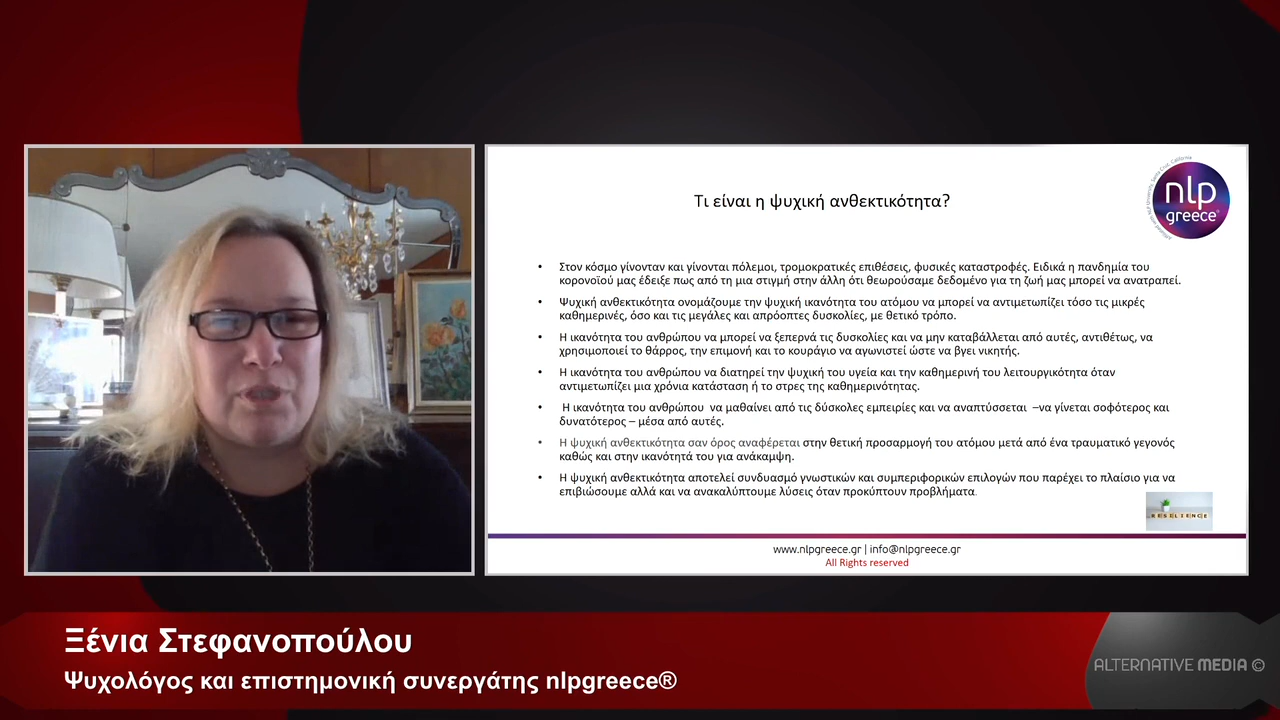 Τι είναι η ψυχική ανθεκτικότητα?
nlp
greece®
• Στον κόσμο γίνονταν και γίνονται πόλεμοι, τρομοκρατικές επιθέσεις, φυσικές καταστροφές. Ειδικά η πανδημία του
κορονοϊού μας έδειξε πως από τη μια στιγμή στην άλλη ότι θεωρούσαμε δεδομένο για τη ζωή μας μπορεί να ανατραπεί.
• Ψυχική ανθεκτικότητα ονομάζουμε την ψυχική ικανότητα του ατόμου να μπορεί να αντιμετωπίζει τόσο τις μικρές
καθημερινές, όσο και τις μεγάλες και απρόοπτες δυσκολίες, με θετικό τρόπο.
• Η ικανότητα του ανθρώπου να μπορεί να ξεπερνά τις δυσκολίες και να μην καταβάλλεται από αυτές, αντιθέτως, να
χρησιμοποιεί το θάρρος, την επιμονή και το κουράγιο να αγωνιστεί ώστε να βγει νικητής.
• Η ικανότητα του ανθρώπου να διατηρεί την ψυχική του υγεία και την καθημερινή του λειτουργικότητα όταν
αντιμετωπίζει μια χρόνια κατάσταση ή το στρες της καθημερινότητας.
• Η ικανότητα του ανθρώπου να μαθαίνει από τις δύσκολες εμπειρίες και να αναπτύσσεται –να γίνεται σοφότερος και
δυνατότερος – μέσα από αυτές.
• Η ψυχική ανθεκτικότητα σαν όρος αναφέρεται στην θετική προσαρμογή του ατόμου μετά από ένα τραυματικό γεγονός
καθώς και στην ικανότητά του για ανάκαμψη.
• Η ψυχική ανθεκτικότητα αποτελεί συνδυασμό γνωστικών και συμπεριφορικών επιλογών που παρέχει το πλαίσιο για να
επιβιώσουμε αλλά και να ανακαλύπτουμε λύσεις όταν προκύπτουν προβλήματα.
RESILIENCE
www.nlpgreece.gr | info@nlpgreece.gr
All Rights reserved
Ξένια Στεφανοπούλου
Ψυχολόγος και επιστημονική συνεργάτης nlpgreece®
ALTERNATIVE MEDIA ©